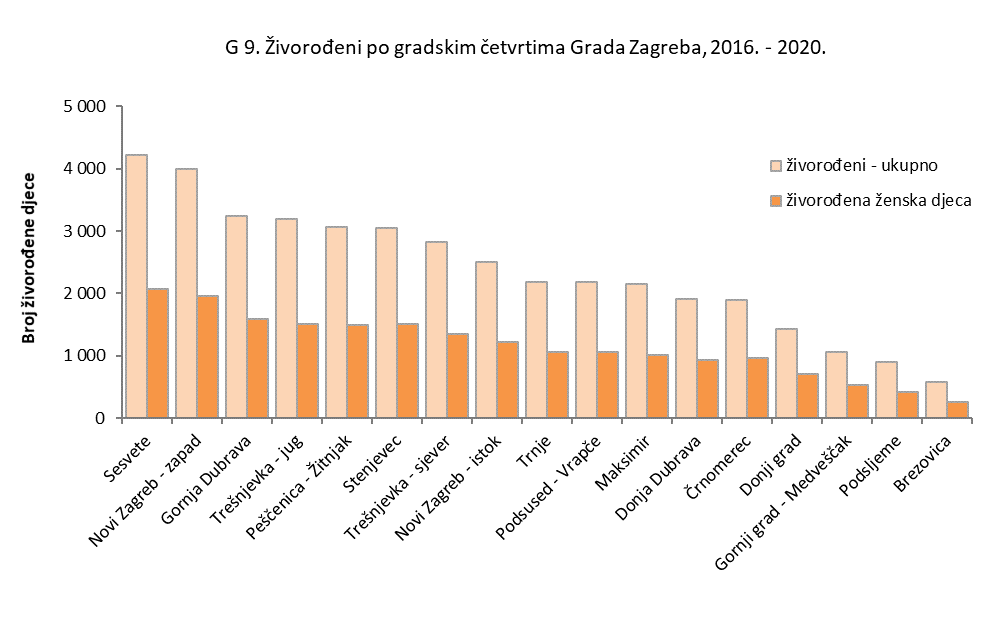 G 9. Živorođeni po gradskim četvrtima Grada Zagreba, 2016. - 2020.
Broj živorođene djece
5 000
4 000
3 000
2 000
1 000
0
živorođeni - ukupno
živorođena ženska djeca
Sesvete
Novi Zagreb - zapad
Gornja Dubrava
Trešnjevka - jug
Peščenica - Žitnjak
Stenjevec
Trešnjevka - sjever
Novi Zagreb - istok
Trnje
Podsused - Vrapče
Maksimir
Donja Dubrava
Črnomerec
Donji grad
Gornji grad - Medveščak
Podsljeme
Brezovica